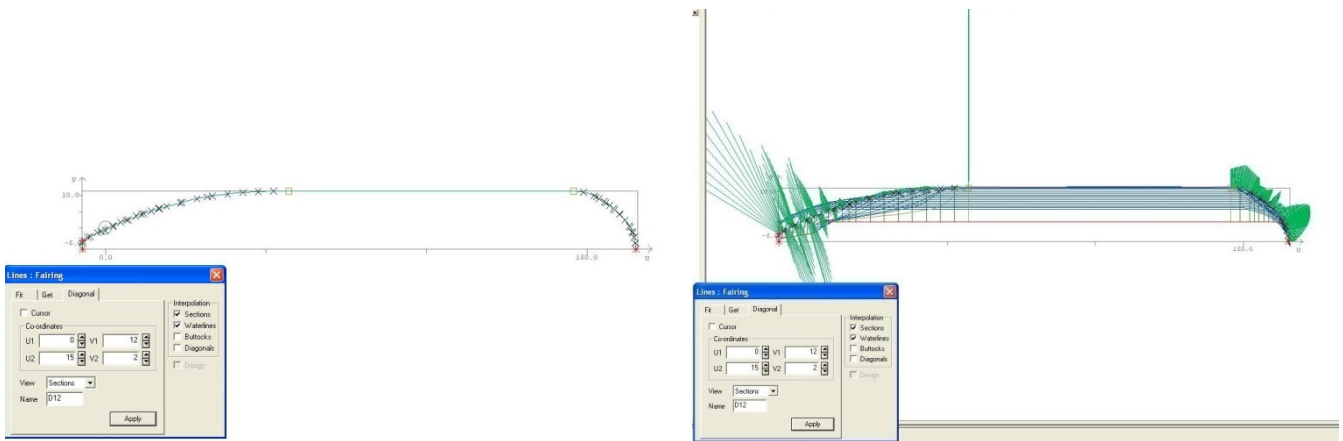 V
10.0
-5.
0.0
160.0
U
Lines : Fairing
Fit Get Diagonal
Cursor
Co-ordinates
U1 0 V1 12
U2 15 V2 2
View Sections
Name D12
Apply
Interpolation
Sections
Waterlines
Buttocks
Diagonals
Design
V
10.0
-5
160.0
U
Lines : Fairing
Fit Get Diagonal
Cursor
Co-ordinates
U1 0 V1 12
U2 15 V2 2
View Sections
Name D12
Apply
Interpolation
Sections
Waterlines
Buttocks
Diagonals
Design